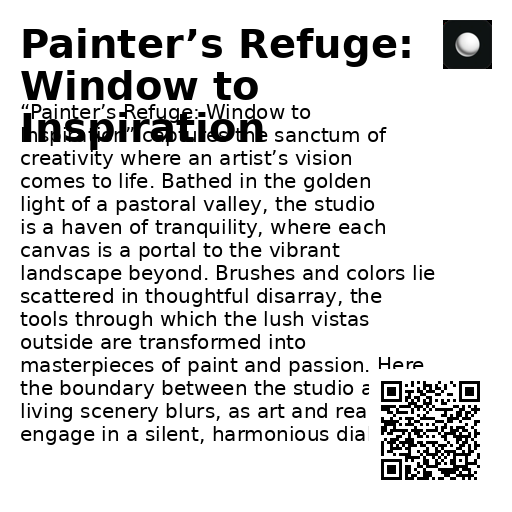 Painter’s Refuge:
Window to
Inspiration
“Painter’s Refuge: Window to
Inspiration” captures the sanctum of
creativity where an artist’s vision
comes to life. Bathed in the golden
light of a pastoral valley, the studio
is a haven of tranquility, where each
canvas is a portal to the vibrant
landscape beyond. Brushes and colors lie
scattered in thoughtful disarray, the
tools through which the lush vistas
outside are transformed into
masterpieces of paint and passion. Here,
the boundary between the studio a
living scenery blurs, as art and rea
engage in a silent, harmonious dia